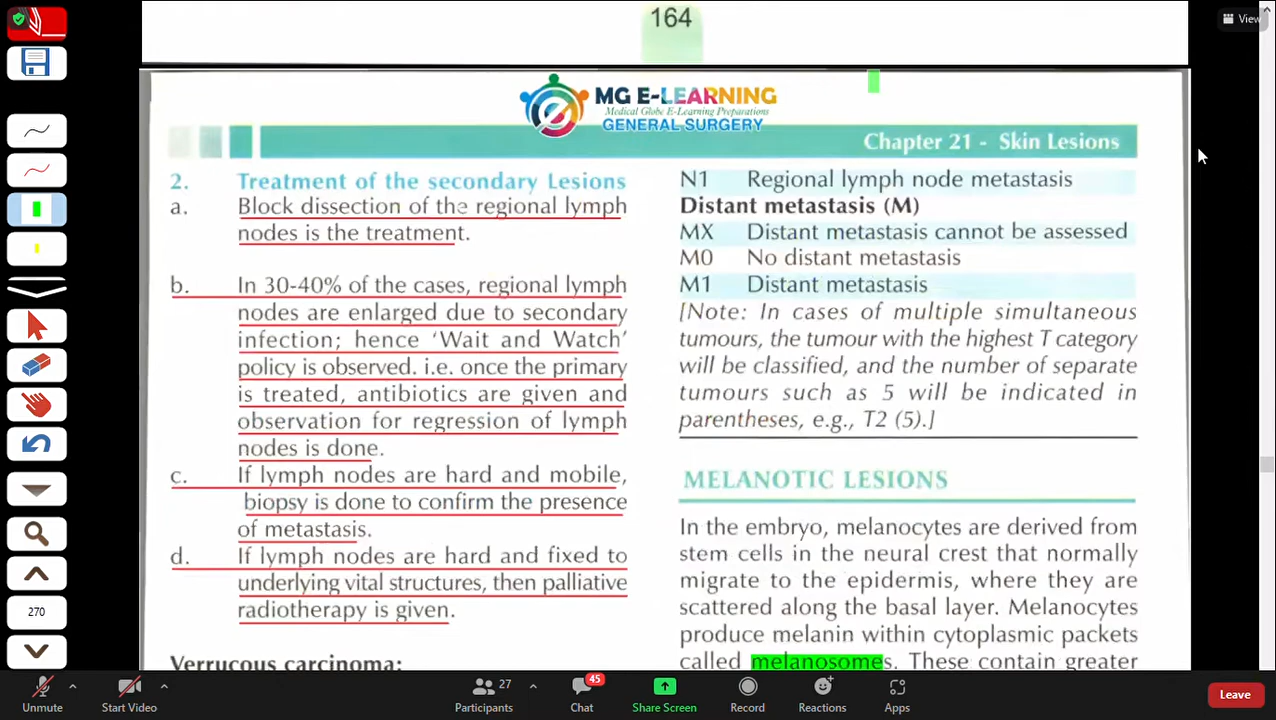 164
View
MG E-LEARNING
Medical Globe E-Learning Preparations
GENERAL SURGERY
Chapter 21 - Skin Lesions
2. Treatment of the secondary Lesions
a. Block dissection of the regional lymph
nodes is the treatment.
b. In 30-40% of the cases, regional lymph
nodes are enlarged due to secondary
infection; hence 'Wait and Watch'
policy is observed. i.e. once the primary
is treated, antibiotics are given and
observation for regression of lymph
nodes is done.
c. If lymph nodes are hard and mobile,
biopsy is done to confirm the presence
of metastasis.
d. If lymph nodes are hard and fixed to
underlying vital structures, then palliative
radiotherapy is given.
Verrucous carcinoma:
N1 Regional lymph node metastasis
Distant metastasis (M)
MX Distant metastasis cannot be assessed
M0 No distant metastasis
M1 Distant metastasis
[Note: In cases of multiple simultaneous
tumours, the tumour with the highest T category
will be classified, and the number of separate
tumours such as 5 will be indicated in
parentheses, e.g., T2 (5).]
MELANOTIC LESIONS
In the embryo, melanocytes are derived from
stem cells in the neural crest that normally
migrate to the epidermis, where they are
scattered along the basal layer. Melanocytes
produce melanin within cytoplasmic packets
called melanosomes. These contain greater
270
Unmute
Start Video
27
Participants
45
Chat
Share Screen
Record
Reactions
Apps
Leave